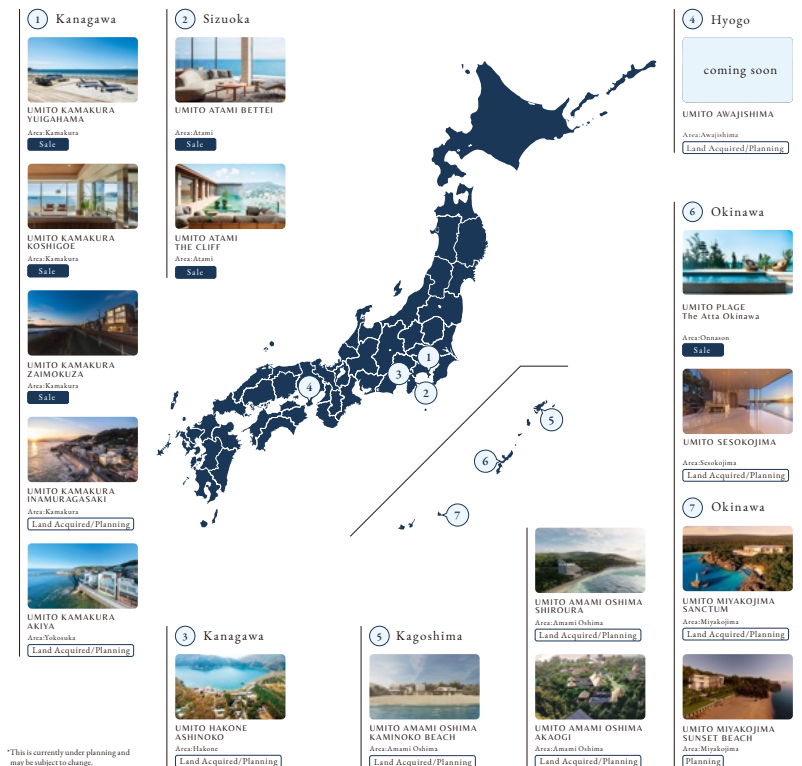 1 Kanagawa
UMITO KAMAKURA
YUIGAHAMA
Area:Kamakura
Sale
UMITO KAMAKURA
KOSHIGOE
Area:Kamakura
Sale
UMITO KAMAKURA
ZAIMOKUZA
Area:Kamakura
Sale
UMITO KAMAKURA
INAMURAGASAKI
Area:Kamakura
Land Acquired/Planning
UMITO KAMAKURA
AKIYA
Area:Yokosuka
Land Acquired/Planning
*This is currently under planning and
may be subject to change.
2 Sizuoka
UMITO ATAMI BETTEI
Area:Atami
Sale
UMITO ATAMI
THE CLIFF
Area:Atami
Sale
1
3
2
4
5
6
7
3 Kanagawa
UMITO HAKONE
ASHINOKO
Area:Hakone
Land Acquired/Planning
5 Kagoshima
UMITO AMAMI OSHIMA
KAMINOKO BEACH
Area:Amami Oshima
Land Acquired/Planning
UMITO AMAMI OSHIMA
SHIROURA
Area:Amami Oshima
Land Acquired/Planning
UMITO AMAMI OSHIMA
AKAOGI
Area:Amami Oshima
Land Acquired/Planning
4 Hyogo
coming soon
UMITO AWAJISHIMA
Area:Awajishima
Land Acquired/Planning
6 Okinawa
UMITO PLAGE
The Atta Okinawa
Area:Onnason
Sale
UMITO SESOKOJIMA
Area:Sesokojima
Land Acquired/Planning
7 Okinawa
UMITO MIYAKOJIMA
SANCTUM
Area:Miyakojima
Land Acquired/Planning
UMITO MIYAKOJIMA
SUNSET BEACH
Area:Miyakojima
Planning